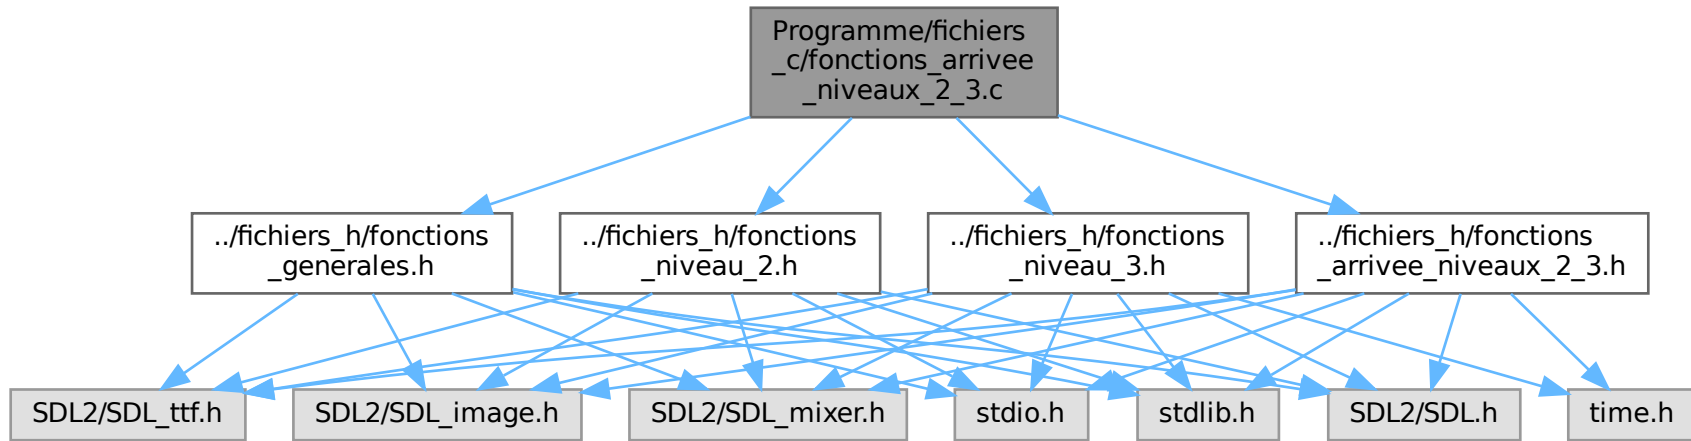 Programme/fichiers
_c/fonctions_arrivee
_niveaux_2_3.c
../fichiers_h/fonctions
_generales.h
../fichiers_h/fonctions
_niveau_2.h
../fichiers_h/fonctions
_niveau_3.h
../fichiers_h/fonctions
_arrivee_niveaux_2_3.h
SDL2/SDL_ttf.h
SDL2/SDL_image.h
SDL2/SDL_mixer.h
stdio.h
stdlib.h
SDL2/SDL.h
time.h